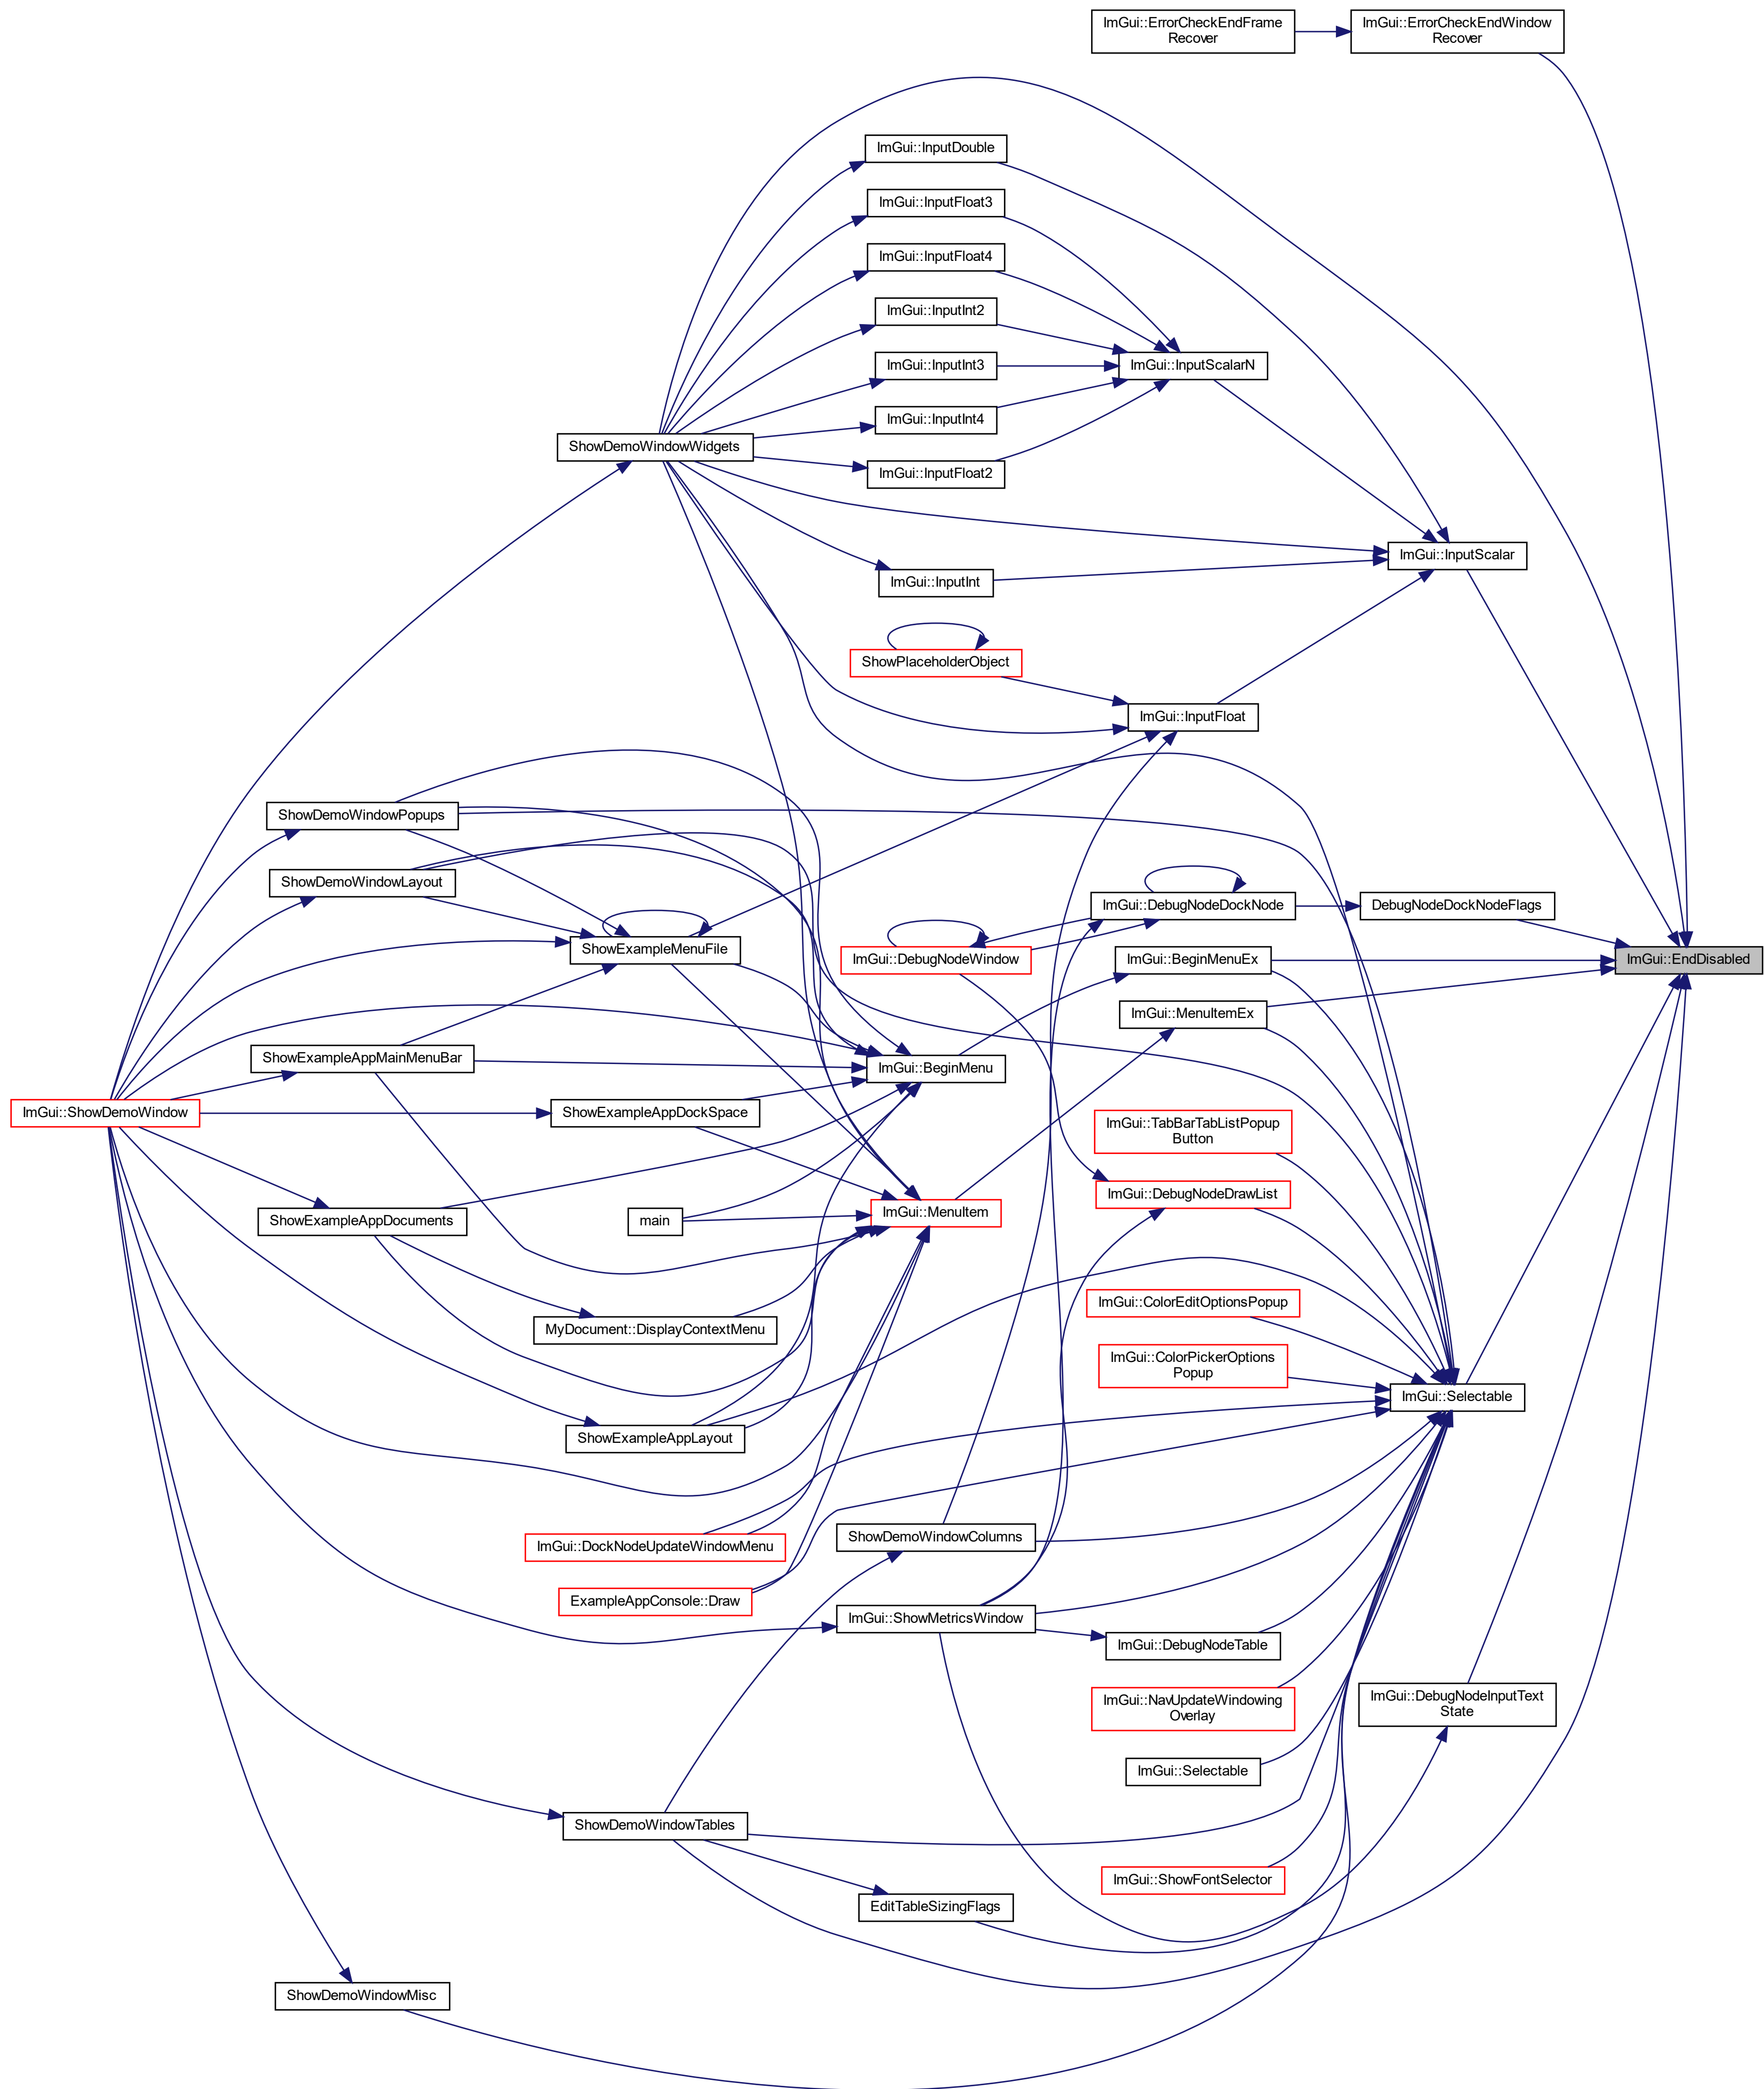 ImGui::ErrorCheckEndFrame
Recover
ImGui::ErrorCheckEndWindow
Recover
ImGui::InputDouble
ImGui::InputFloat3
ImGui::InputFloat4
ImGui::InputInt2
ImGui::InputInt3
ImGui::InputScalarN
ImGui::InputInt4
ShowDemoWindowWidgets
ImGui::InputFloat2
ImGui::InputScalar
ImGui::InputInt
ShowPlaceholderObject
ImGui::InputFloat
ShowDemoWindowPopups
ShowDemoWindowLayout
ImGui::DebugNodeDockNode
DebugNodeDockNodeFlags
ShowExampleMenuFile
ImGui::DebugNodeWindow
ImGui::BeginMenuEx
ImGui::EndDisabled
ImGui::MenuItemEx
ShowExampleAppMainMenuBar
ImGui::BeginMenu
ImGui::ShowDemoWindow
ShowExampleAppDockSpace
ImGui::TabBarTabListPopup
Button
ImGui::DebugNodeDrawList
ShowExampleAppDocuments
main
ImGui::MenuItem
ImGui::ColorEditOptionsPopup
MyDocument::DisplayContextMenu
ImGui::ColorPickerOptions
Popup
ImGui::Selectable
ShowExampleAppLayout
ImGui::DockNodeUpdateWindowMenu
ShowDemoWindowColumns
ExampleAppConsole::Draw
ImGui::ShowMetricsWindow
ImGui::DebugNodeTable
ImGui::NavUpdateWindowing
Overlay
ImGui::DebugNodeInputText
State
ImGui::Selectable
ShowDemoWindowTables
ImGui::ShowFontSelector
EditTableSizingFlags
ShowDemoWindowMisc